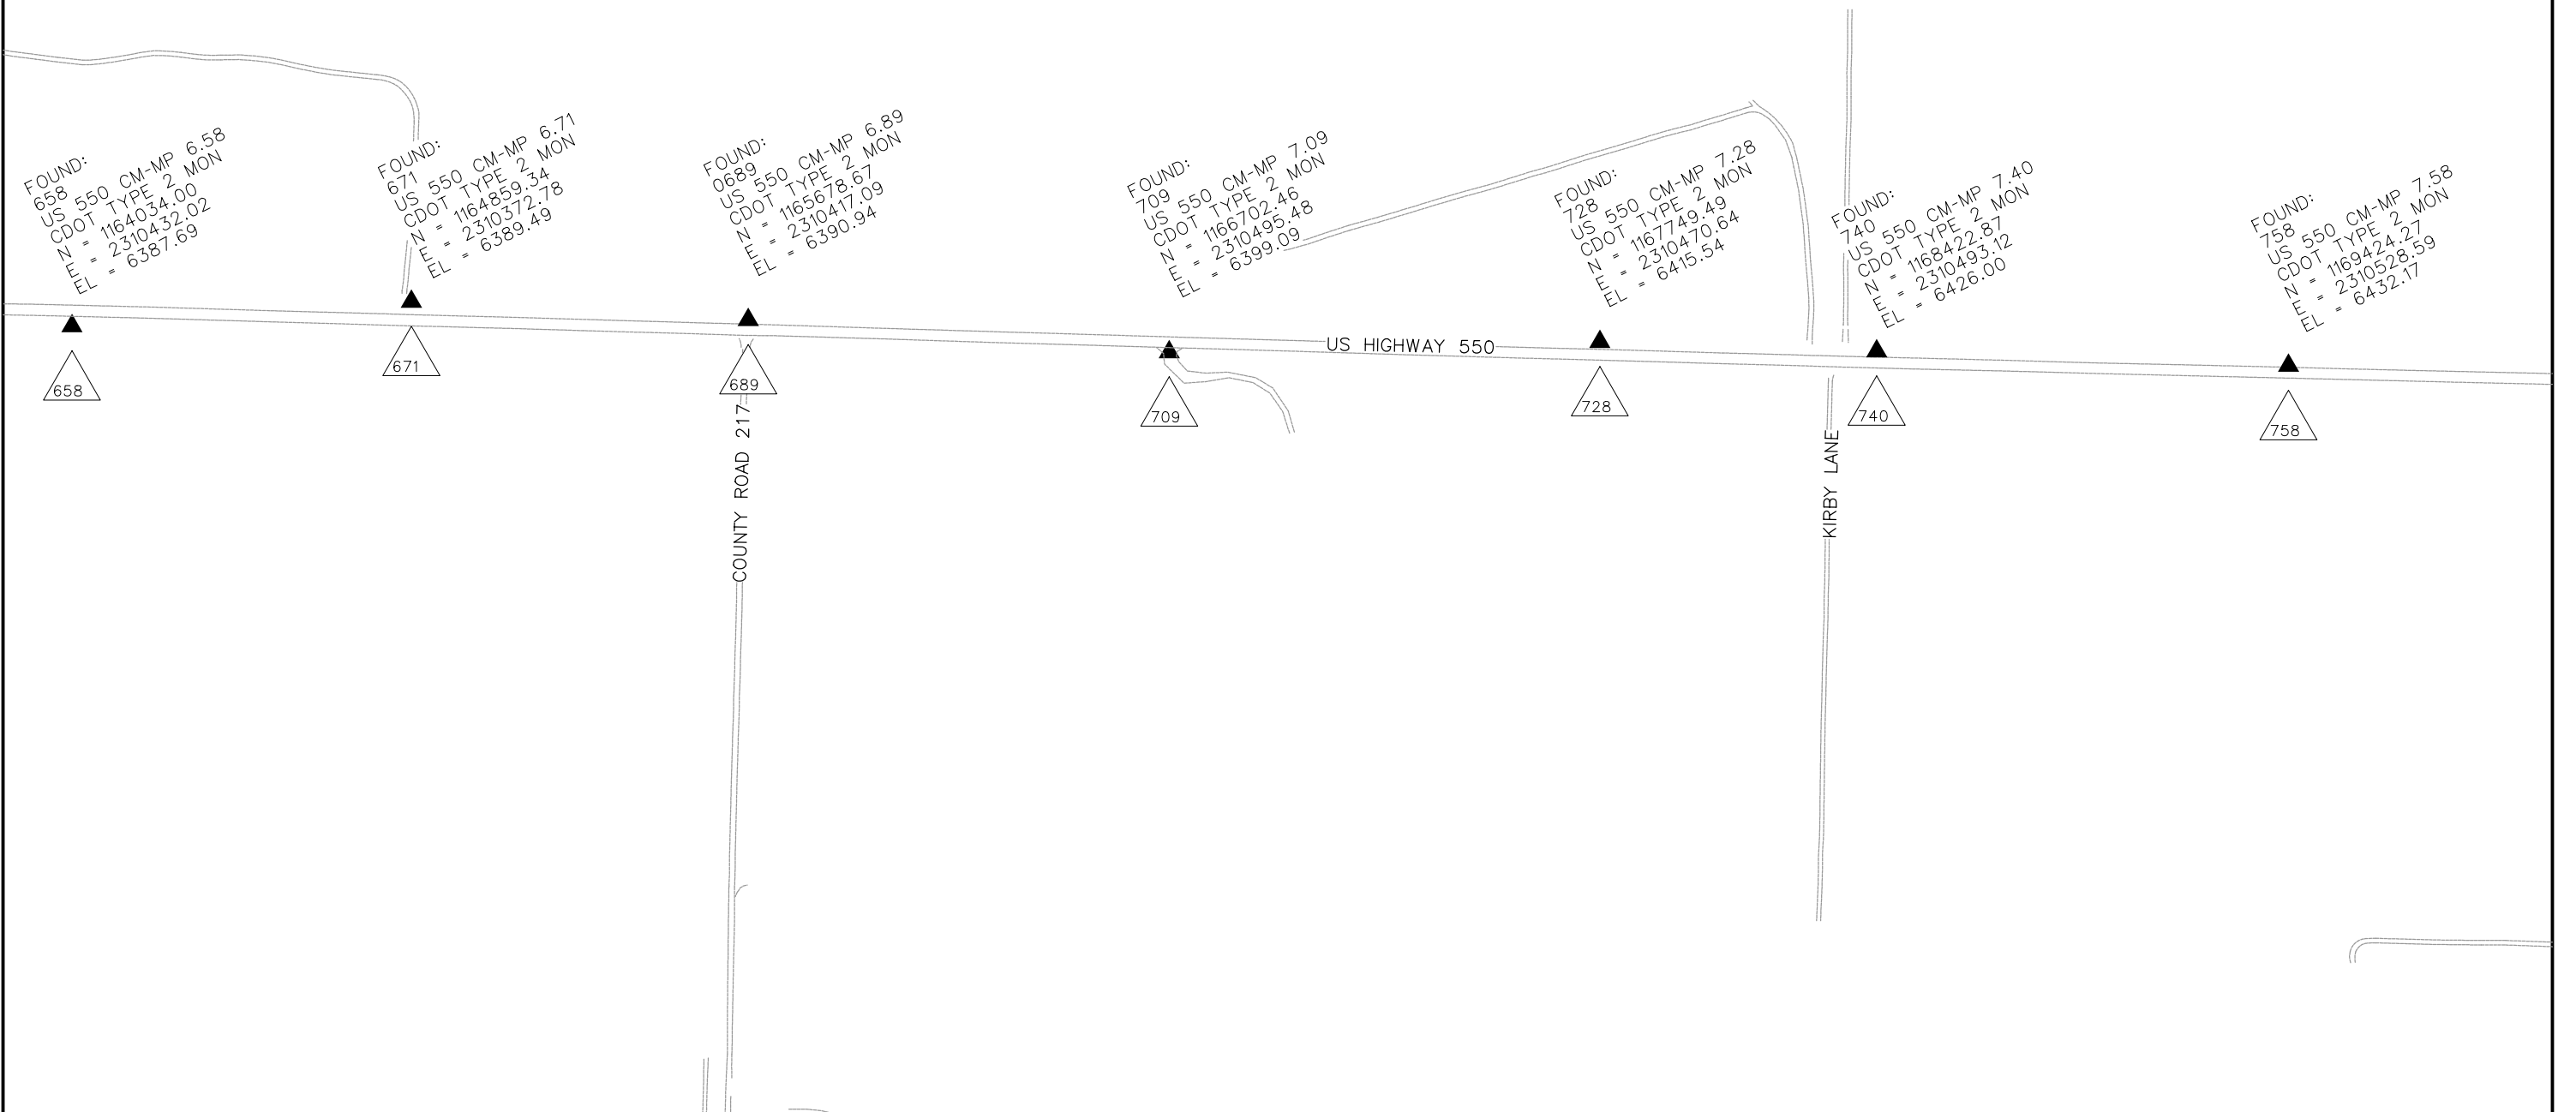 FOUND:
658
US 550 CM-MP 6.58
CDOT TYPE 2 MON
N = 1164034.00
E = 2310432.02
EL = 6387.69
FOUND:
671
US 550 CM-MP 6.71
CDOT TYPE 2 MON
N = 1164859.34
E = 2310372.78
EL = 6389.49
FOUND:
0689
US 550 CM-MP 6.89
CDOT TYPE 2 MON
N = 1165678.67
E = 2310417.09
EL = 6390.94
FOUND:
709
US 550 CM-MP 7.09
CDOT TYPE 2 MON
N = 1166702.46
E = 2310495.48
EL = 6399.09
FOUND:
728
US 550 CM-MP 7.28
CDOT TYPE 2 MON
N = 1167749.49
E = 2310470.64
EL = 6415.54
FOUND:
740
US 550 CM-MP 7.40
CDOT TYPE 2 MON
N = 1168422.87
E = 2310493.12
EL = 6426.00
FOUND:
758
US 550 CM-MP 7.58
CDOT TYPE 2 MON
N = 1169424.27
E = 2310528.59
EL = 6432.17
US HIGHWAY 550
658
671
689
709
728
740
758
COUNTY ROAD 217
KIRBY LANE